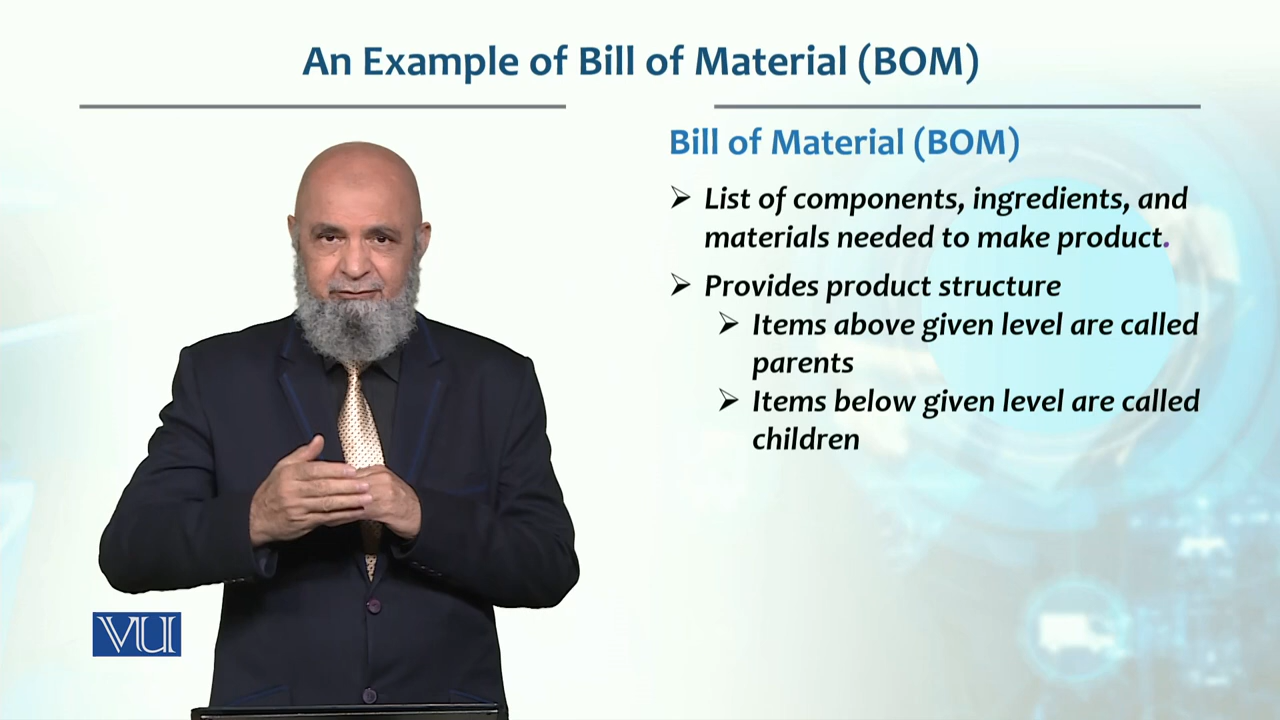 An Example of Bill of Material (BOM)
Bill of Material (BOM)
➢ List of components, ingredients, and
materials needed to make product.
➢ Provides product structure
➢ Items above given level are called
parents
➢ Items below given level are called
children
VU